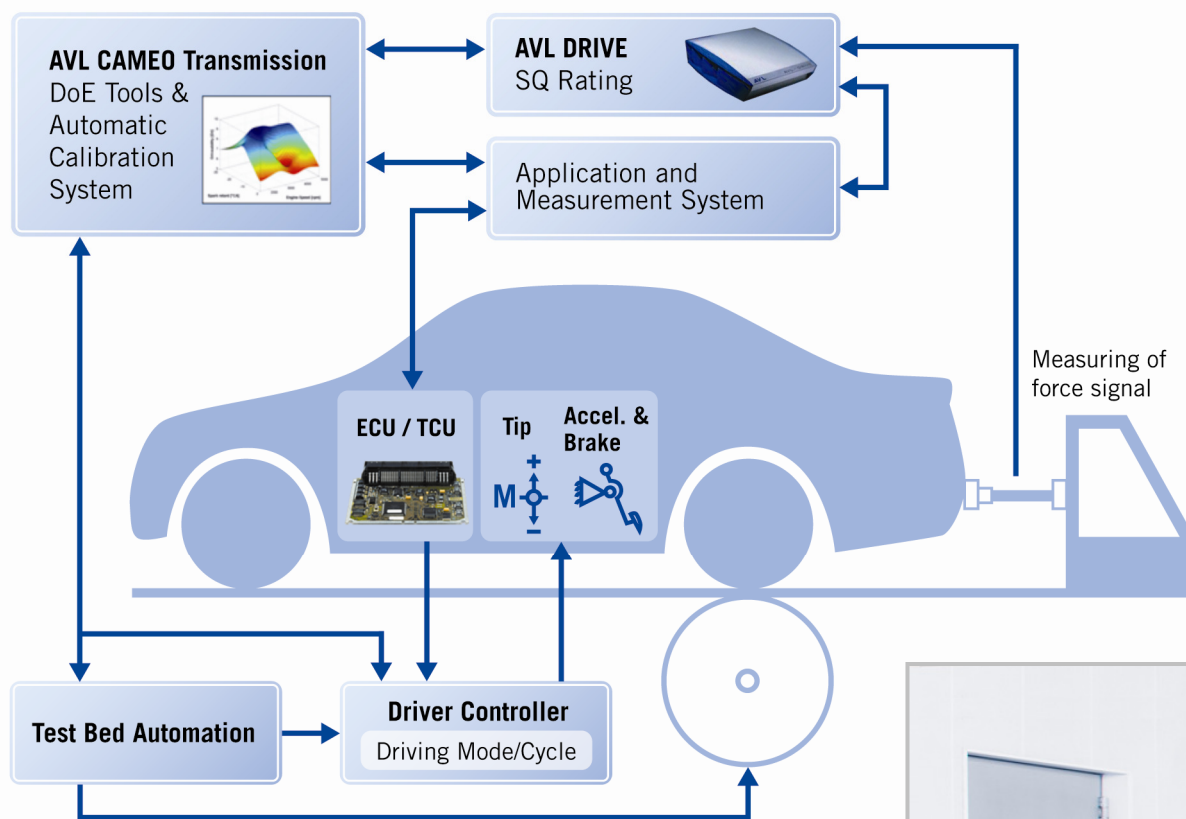 AVL CAMEO Transmission
DoE Tools &
Automatic
Calibration
System
AVL DRIVE
SQ Rating
AVL
Application and
Measurement System
Measuring of
force signal
ECU / TCU
Tip
+
M
–
Accel. &
Brake
Test Bed Automation
Driver Controller
Driving Mode/Cycle